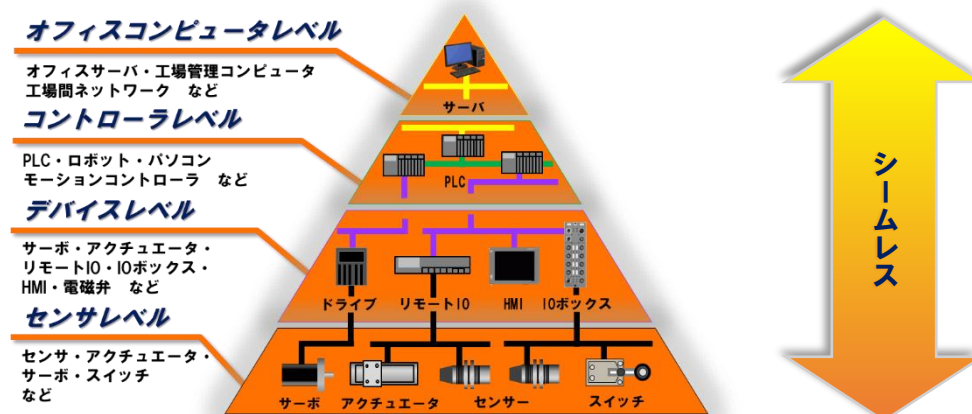 オフィスコンピュータレベル
オフィスサーバ・工場管理コンピュータ
工場間ネットワーク など
コントローラレベル
PLC・ロボット・パソコン
モーションコントローラ など
デバイスレベル
サーボ・アクチュエータ・
リモートIO・IOボックス・
HMI・電磁弁 など
センサレベル
センサ・アクチュエータ・
サーボ・スイッチ
など
サーバ
PLC
ドライブ
リモートIO
HMI
IOボックス
サーボ
アクチュエータ
センサー
スイッチ
シームレス